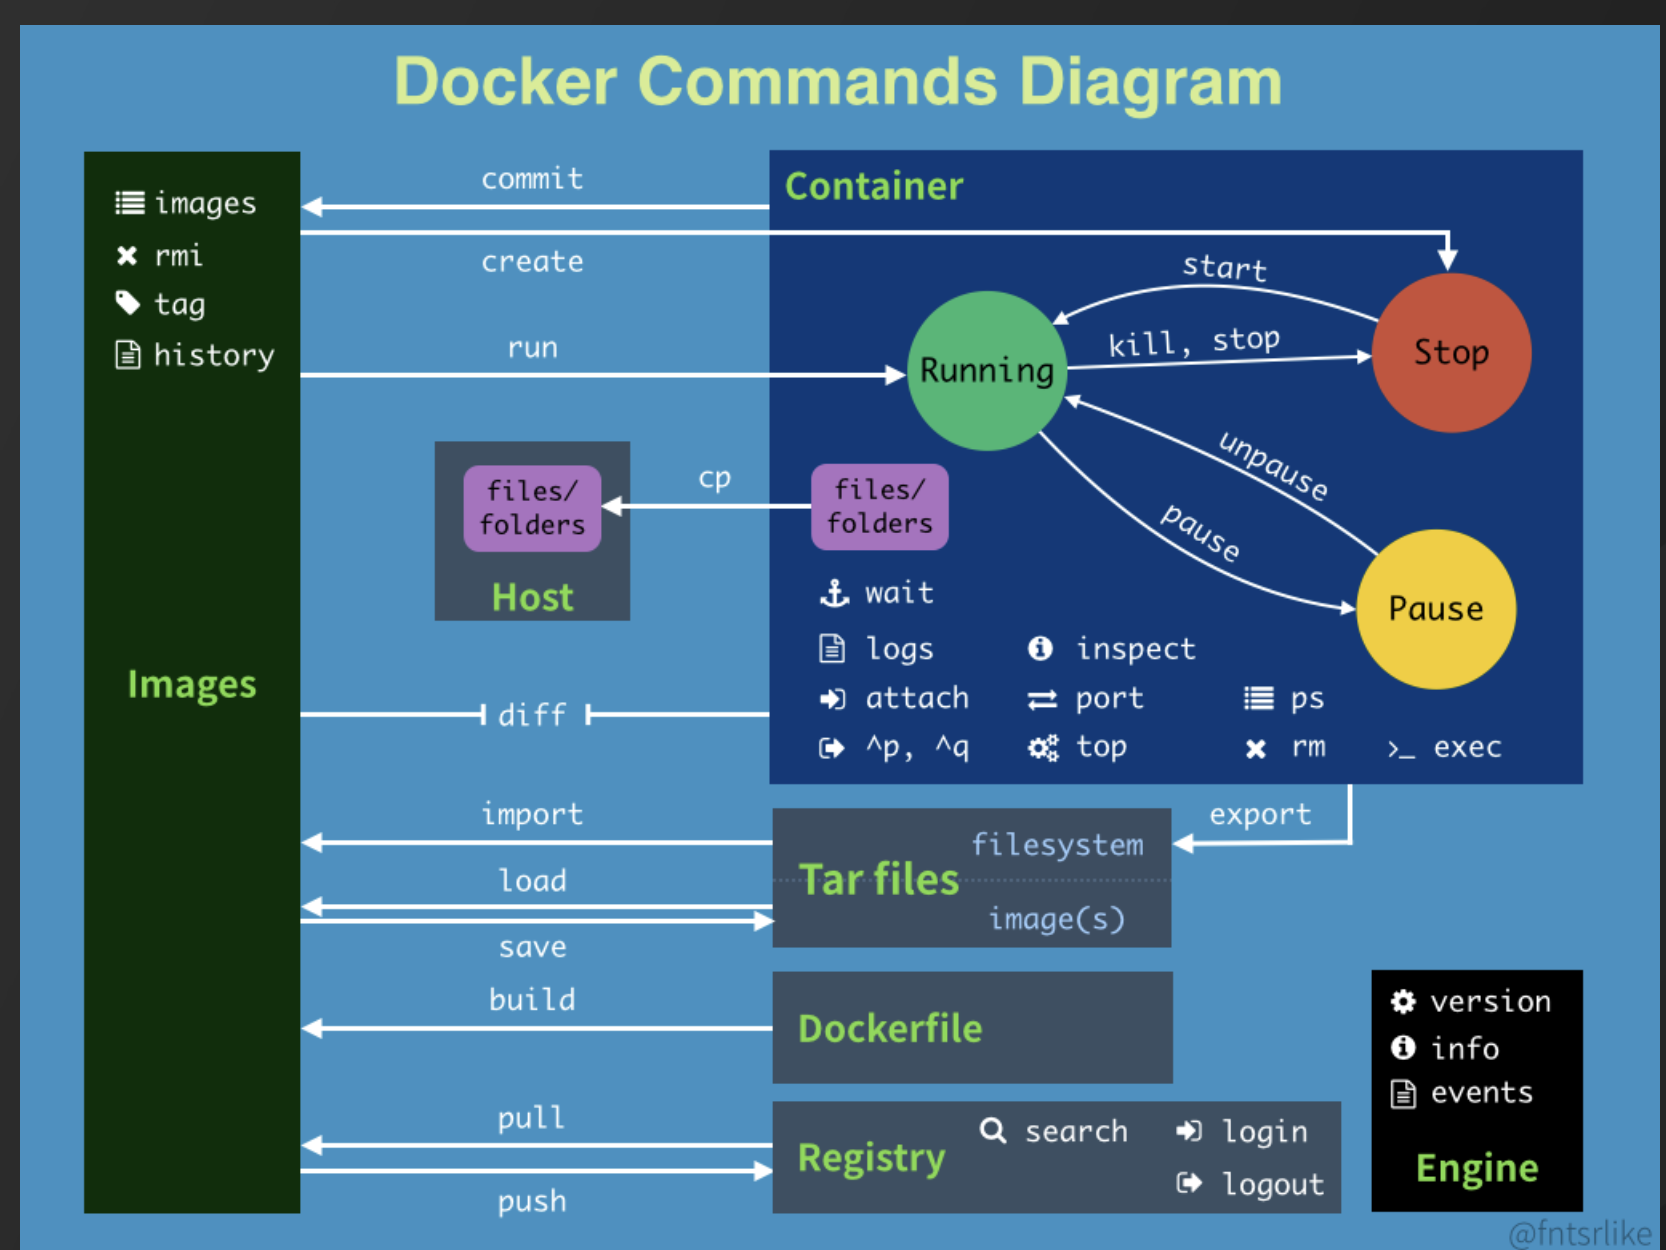 Docker Commands Diagram
images
rmi
tag
history
Images
commit
create
run
cp
files/
folders
Host
diff
import
load
save
build
pull
push
Container
start
kill, stop
Running
Stop
unpause
pause
Pause
files/
folders
wait
logs
inspect
attach
port
ps
^p, ^q
top
rm
>_ exec
export
filesystem
Tar files
image(s)
Dockerfile
Registry
search
login
logout
version
info
events
Engine
@fntsrlike